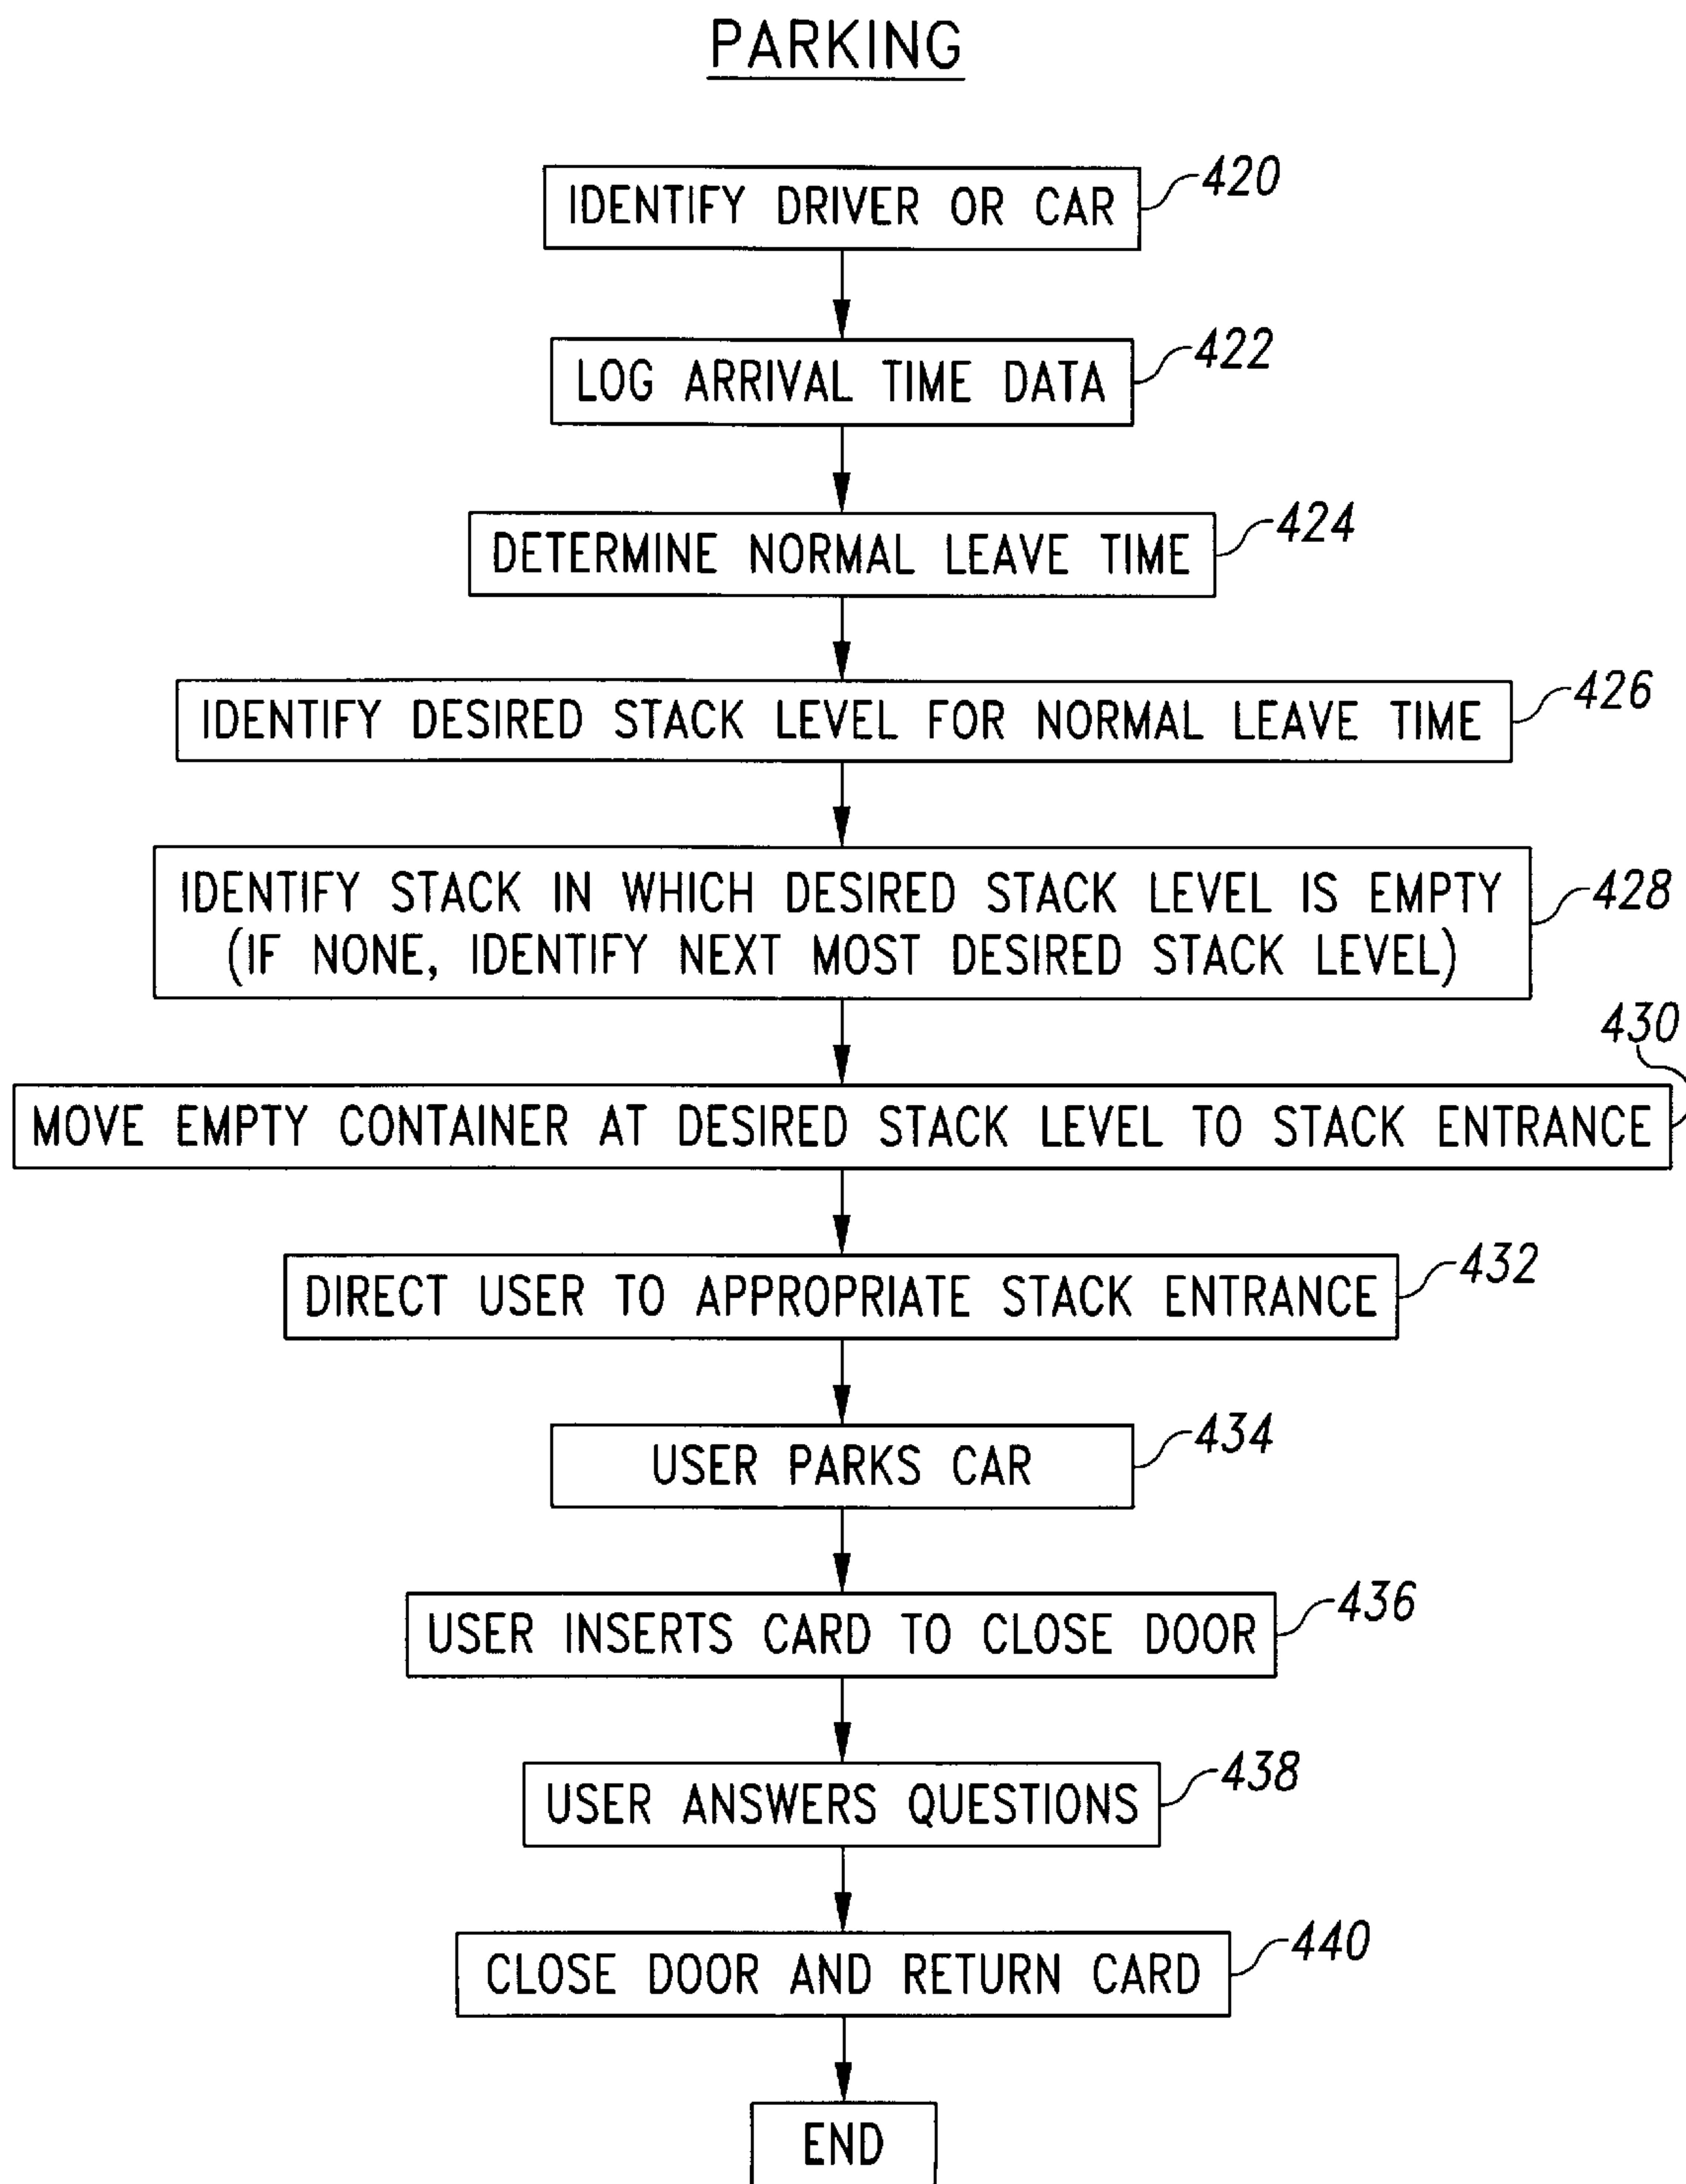 PARKING
IDENTIFY DRIVER OR CAR
420
LOG ARRIVAL TIME DATA
422
DETERMINE NORMAL LEAVE TIME
424
IDENTIFY DESIRED STACK LEVEL FOR NORMAL LEAVE TIME
426
IDENTIFY STACK IN WHICH DESIRED STACK LEVEL IS EMPTY
(IF NONE, IDENTIFY NEXT MOST DESIRED STACK LEVEL)
428
430
MOVE EMPTY CONTAINER AT DESIRED STACK LEVEL TO STACK ENTRANCE
DIRECT USER TO APPROPRIATE STACK ENTRANCE
432
USER PARKS CAR
434
USER INSERTS CARD TO CLOSE DOOR
436
USER ANSWERS QUESTIONS
438
CLOSE DOOR AND RETURN CARD
440
END